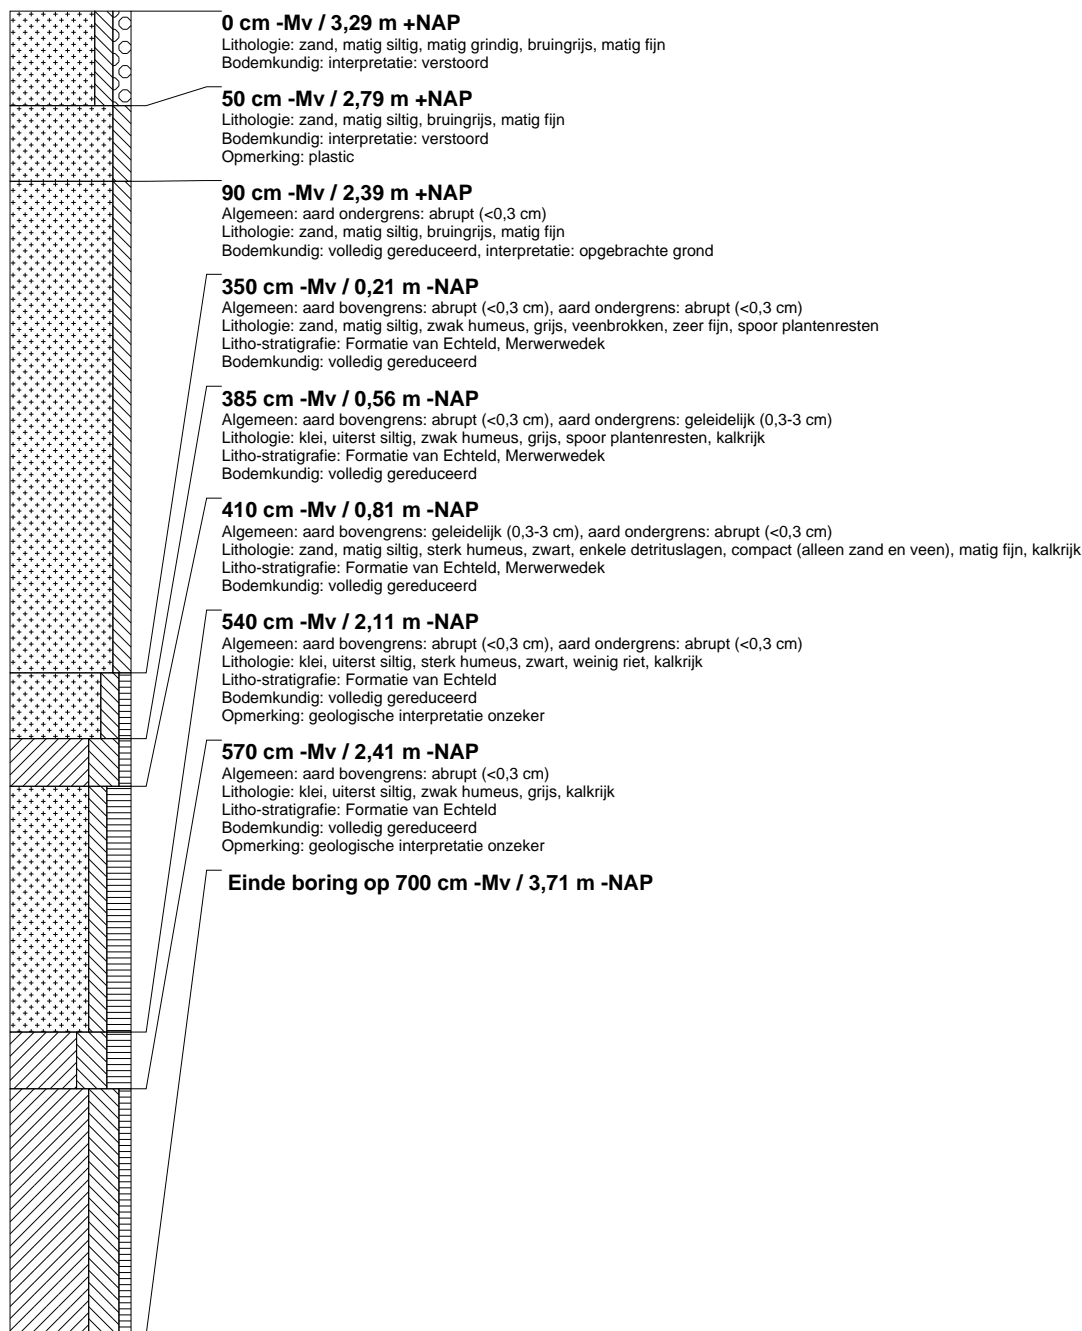 0 cm -Mv / 3,29 m +NAP
Lithologie: zand, matig siltig, matig grindig, bruingrijs, matig fijn
Bodemkundig: interpretatie: verstoord
50 cm -Mv / 2,79 m +NAP
Lithologie: zand, matig siltig, bruingrijs, matig fijn
Bodemkundig: interpretatie: verstoord
Opmerking: plastic
90 cm -Mv / 2,39 m +NAP
Algemeen: aard ondergrens: abrupt (<0,3 cm)
Lithologie: zand, matig siltig, bruingrijs, matig fijn
Bodemkundig: volledig gereduceerd, interpretatie: opgebrachte grond
350 cm -Mv / 0,21 m -NAP
Algemeen: aard bovengrens: abrupt (<0,3 cm), aard ondergrens: abrupt (<0,3 cm)
Lithologie: zand, matig siltig, zwak humeus, grijs, veenbrokken, zeer fijn, spoor plantenresten
Litho-stratigrafie: Formatie van Echteld, Merwerwedek
Bodemkundig: volledig gereduceerd
385 cm -Mv / 0,56 m -NAP
Algemeen: aard bovengrens: abrupt (<0,3 cm), aard ondergrens: geleidelijk (0,3-3 cm)
Lithologie: klei, uiterst siltig, zwak humeus, grijs, spoor plantenresten, kalkrijk
Litho-stratigrafie: Formatie van Echteld, Merwerwedek
Bodemkundig: volledig gereduceerd
410 cm -Mv / 0,81 m -NAP
Algemeen: aard bovengrens: geleidelijk (0,3-3 cm), aard ondergrens: abrupt (<0,3 cm)
Lithologie: zand, matig siltig, sterk humeus, zwart, enkele detrituslagen, compact (alleen zand en veen), matig fijn, kalkrijk
Litho-stratigrafie: Formatie van Echteld, Merwerwedek
Bodemkundig: volledig gereduceerd
540 cm -Mv / 2,11 m -NAP
Algemeen: aard bovengrens: abrupt (<0,3 cm), aard ondergrens: abrupt (<0,3 cm)
Lithologie: klei, uiterst siltig, sterk humeus, zwart, weinig riet, kalkrijk
Litho-stratigrafie: Formatie van Echteld
Bodemkundig: volledig gereduceerd
Opmerking: geologische interpretatie onzeker
570 cm -Mv / 2,41 m -NAP
Algemeen: aard bovengrens: abrupt (<0,3 cm)
Lithologie: klei, uiterst siltig, zwak humeus, grijs, kalkrijk
Litho-stratigrafie: Formatie van Echteld
Bodemkundig: volledig gereduceerd
Opmerking: geologische interpretatie onzeker
Einde boring op 700 cm -Mv / 3,71 m -NAP